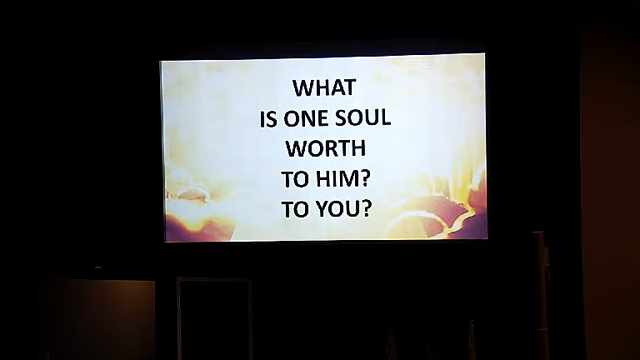 WHAT
IS ONE SOUL
WORTH
TO HIM?
TO YOU?